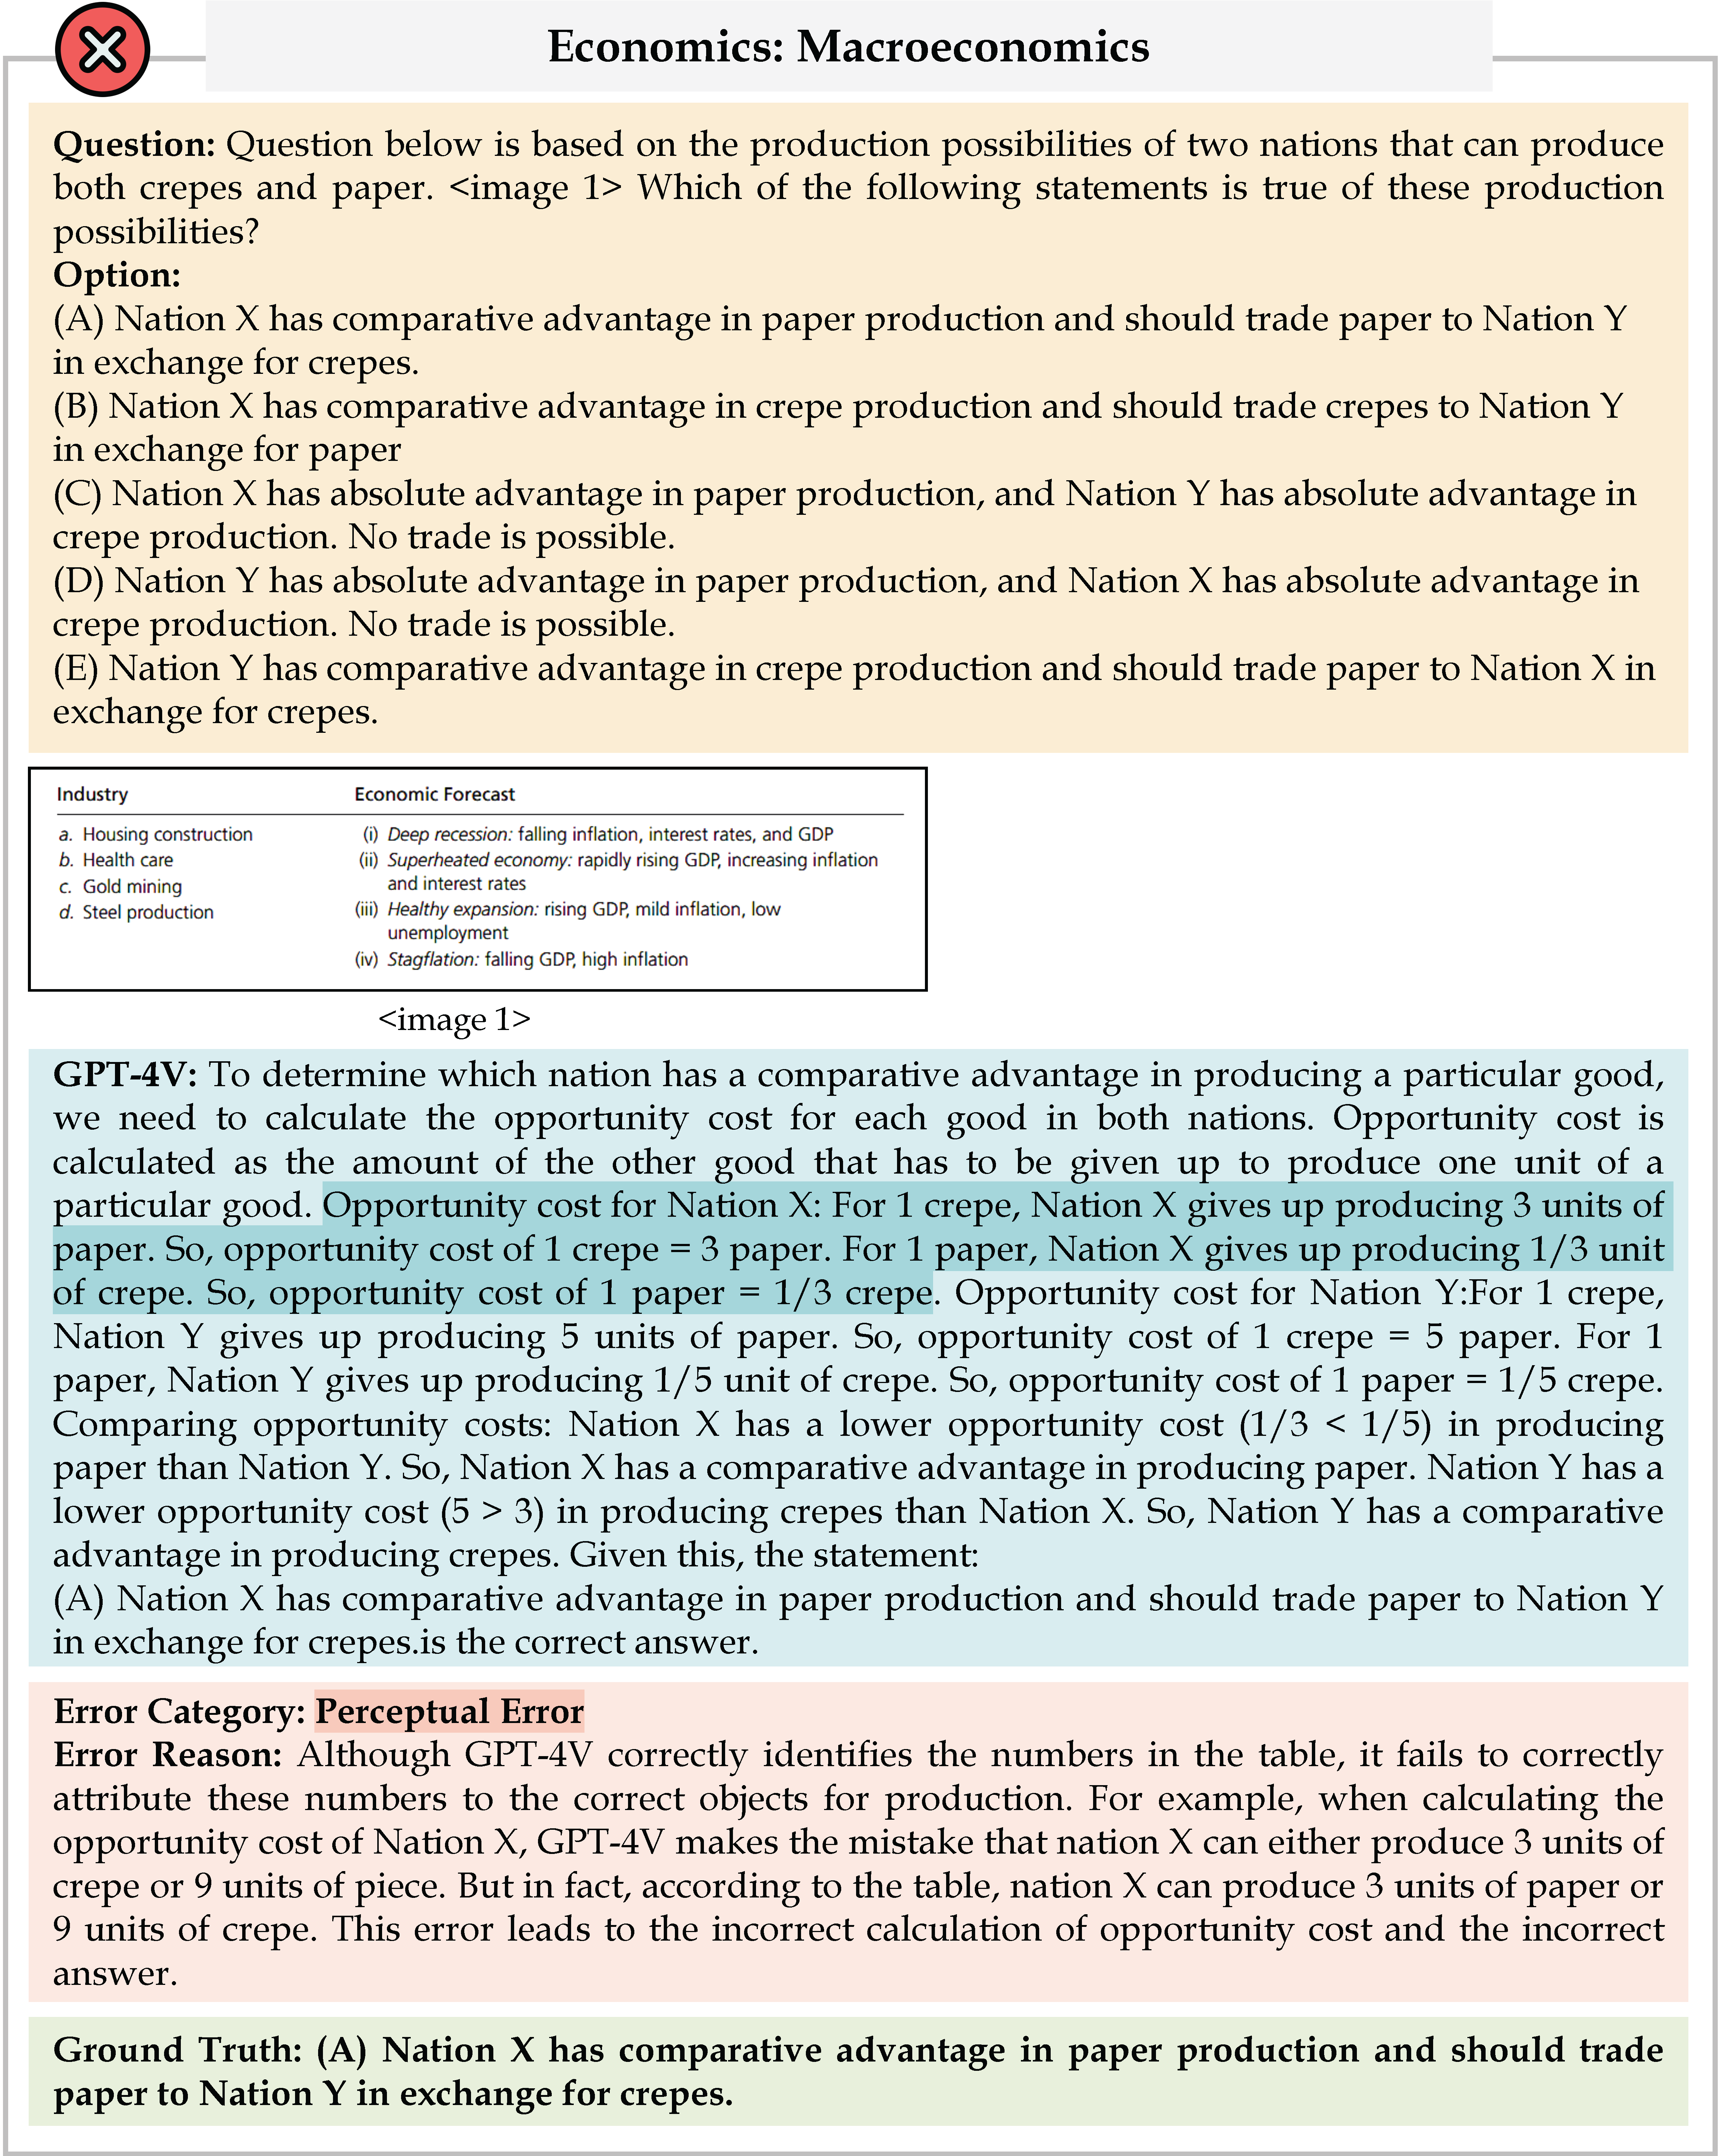 Economics: Macroeconomics
Question: Question below is based on the production possibilities of two nations that can produce
both crepes and paper. <image 1> Which of the following statements is true of these production
possibilities?
Option:
(A) Nation X has comparative advantage in paper production and should trade paper to Nation Y
in exchange for crepes.
(B) Nation X has comparative advantage in crepe production and should trade crepes to Nation Y
in exchange for paper
(C) Nation X has absolute advantage in paper production, and Nation Y has absolute advantage in
crepe production. No trade is possible.
(D) Nation Y has absolute advantage in paper production, and Nation X has absolute advantage in
crepe production. No trade is possible.
(E) Nation Y has comparative advantage in crepe production and should trade paper to Nation X in
exchange for crepes.
Industry Economic Forecast
a. Housing construction (i) Deep recession: falling inflation, interest rates, and GDP
b. Health care (ii) Superheated economy: rapidly rising GDP, increasing inflation
c. Gold mining and interest rates
d. Steel production (iii) Healthy expansion: rising GDP, mild inflation, low
unemployment
(iv) Stagflation: falling GDP, high inflation
<image 1>
GPT-4V: To determine which nation has a comparative advantage in producing a particular good,
we need to calculate the opportunity cost for each good in both nations. Opportunity cost is
calculated as the amount of the other good that has to be given up to produce one unit of a
particular good. Opportunity cost for Nation X: For 1 crepe, Nation X gives up producing 3 units of
paper. So, opportunity cost of 1 crepe = 3 paper. For 1 paper, Nation X gives up producing 1/3 unit
of crepe. So, opportunity cost of 1 paper = 1/3 crepe. Opportunity cost for Nation Y:For 1 crepe,
Nation Y gives up producing 5 units of paper. So, opportunity cost of 1 crepe = 5 paper. For 1
paper, Nation Y gives up producing 1/5 unit of crepe. So, opportunity cost of 1 paper = 1/5 crepe.
Comparing opportunity costs: Nation X has a lower opportunity cost (1/3 < 1/5) in producing
paper than Nation Y. So, Nation X has a comparative advantage in producing paper. Nation Y has a
lower opportunity cost (5 > 3) in producing crepes than Nation X. So, Nation Y has a comparative
advantage in producing crepes. Given this, the statement:
(A) Nation X has comparative advantage in paper production and should trade paper to Nation Y
in exchange for crepes.is the correct answer.
Error Category: Perceptual Error
Error Reason: Although GPT-4V correctly identifies the numbers in the table, it fails to correctly
attribute these numbers to the correct objects for production. For example, when calculating the
opportunity cost of Nation X, GPT-4V makes the mistake that nation X can either produce 3 units of
crepe or 9 units of piece. But in fact, according to the table, nation X can produce 3 units of paper or
9 units of crepe. This error leads to the incorrect calculation of opportunity cost and the incorrect
answer.
Ground Truth: (A) Nation X has comparative advantage in paper production and should trade
paper to Nation Y in exchange for crepes.